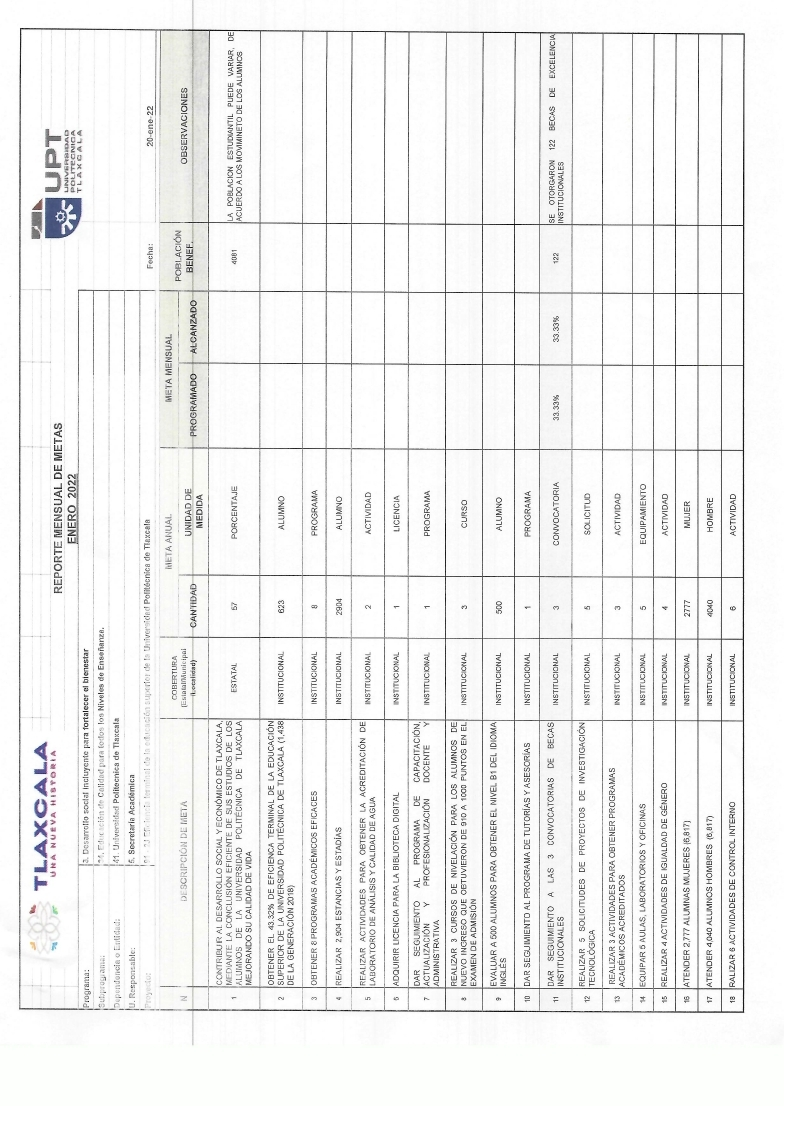 TLAXCALA
UNA NUEVA HISTORIA
REPORTE MENSUAL DE METAS
ENERO 2022
UPT
UNIVERSIDAD
POLITECNICA
TLAXCALA
Programa: 3. Desarrollo social incluyente para fortalecer el bienestar
Subprograma: Educación de Calidad para todos los Niveles de Enseñanza.
Dependencia o Entidad: 41. Universidad Politecnica de Tlaxcala
U. Responsable: 5. Secretaría Académica
Proyecto: de la educación superior de la Universidad Politécnica de Tlaxcala
Fecha: 20-ene-22
N DESCRIPCIÓN DE META COBERTURA (Estatal/Municipal (Localidad) META ANUAL META MENSUAL POBLACIÓN BENEF. OBSERVACIONES
CANTIDAD UNIDAD DE MEDIDA PROGRAMADO ALCANZADO
1 CONTRIBUIR AL DESARROLLO SOCIAL Y ECONÓMICO DE TLAXCALA, ESTATAL 57 PORCENTAJE 4081 LA POBLACION ESTUDIANTIL PUEDE VARIAR, DE
MEDIANTE LA CONCLUSIÓN EFICIENTE DE SUS ESTUDIOS DE LOS ACUERDO A LOS MOVIMINETO DE LOS ALUMNOS
ALUMNOS DE LA UNIVERSIDAD POLITÉCNICA DE TLAXCALA
MEJORANDO SU CALIDAD DE VIDA
2 OBTENER EL 43.32% DE EFICIENCA TERMINAL DE LA EDUCACIÓN INSTITUCIONAL 623 ALUMNO
SUPERIOR DE LA UNIVERSIDAD POLITÉCNICA DE TLAXCALA (1,438
DE LA GENERACIÓN 2018)
3 OBTENER 8 PROGRAMAS ACADÉMICOS EFICACES INSTITUCIONAL 8 PROGRAMA
4 REALIZAR 2,904 ESTANCIAS Y ESTADÍAS INSTITUCIONAL 2904 ALUMNO
5 REALIZAR ACTIVIDADES PARA OBTENER LA ACREDITACIÓN DE INSTITUCIONAL 2 ACTIVIDAD
LABORATORIO DE ANÁLISIS Y CALIDAD DE AGUA
6 ADQUIRIR LICENCIA PARA LA BIBLIOTECA DIGITAL INSTITUCIONAL 1 LICENCIA
7 DAR SEGUIMIENTO AL PROGRAMA DE CAPACITACIÓN, INSTITUCIONAL 1 PROGRAMA
ACTUALIZACIÓN Y PROFESIONALIZACIÓN DOCENTE Y
ADMINISTRATIVA
8 REALIZAR 3 CURSOS DE NIVELACIÓN PARA LOS ALUMNOS DE INSTITUCIONAL 3 CURSO
NUEVO INGRESO QUE OBTUVIERON DE 910 A 1000 PUNTOS EN EL
EXAMEN DE ADMISIÓN
9 EVALUAR A 500 ALUMNOS PARA OBTENER EL NIVEL B1 DEL IDIOMA INSTITUCIONAL 500 ALUMNO
INGLÉS
10 DAR SEGUIMIENTO AL PROGRAMA DE TUTORÍAS Y ASESORÍAS INSTITUCIONAL 1 PROGRAMA
11 DAR SEGUIMIENTO A LAS 3 CONVOCATORIAS DE BECAS INSTITUCIONAL 3 CONVOCATORIA 33.33% 33.33% 122 SE OTORGARON 122 BECAS DE EXCELENCIA
INSTITUCIONALES INSTITUCIONALES
12 REALIZAR 5 SOLICITUDES DE PROYECTOS DE INVESTIGACIÓN INSTITUCIONAL 5 SOLICITUD
TECNOLÓGICA
13 REALIZAR 3 ACTIVIDADES PARA OBTENER PROGRAMAS INSTITUCIONAL 3 ACTIVIDAD
ACADÉMICOS ACREDITADOS
14 EQUIPAR 5 AULAS, LABORATORIOS Y OFICINAS INSTITUCIONAL 5 EQUIPAMIENTO
15 REALIZAR 4 ACTIVIDADES DE IGUALDAD DE GÉNERO INSTITUCIONAL 4 ACTIVIDAD
16 ATENDER 2,777 ALUMNAS MUJERES (6,817) INSTITUCIONAL 2777 MUJER
17 ATENDER 4,040 ALUMNOS HOMBRES (6,817) INSTITUCIONAL 4040 HOMBRE
18 RALIZAR 6 ACTIVIDADES DE CONTROL INTERNO INSTITUCIONAL 6 ACTIVIDAD